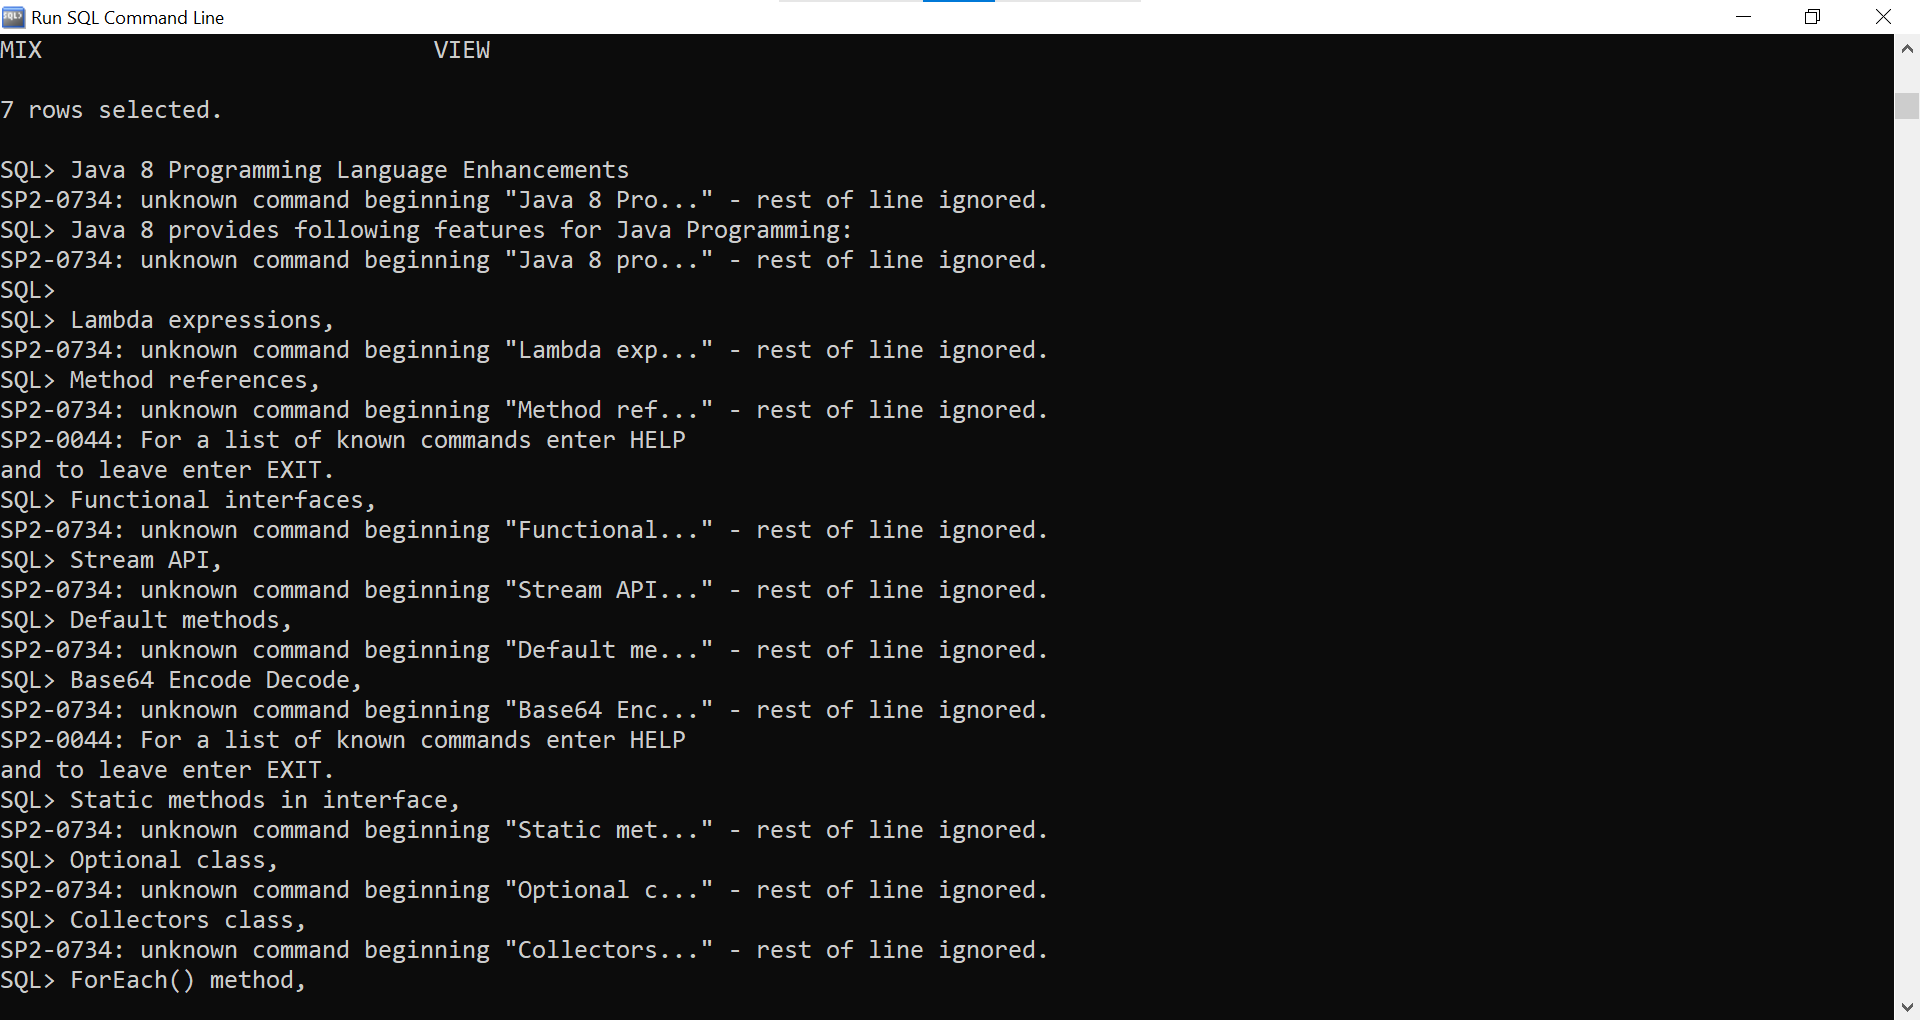 Run SQL Command Line
MIX                            VIEW
7 rows selected.
SQL> Java 8 Programming Language Enhancements
SP2-0734: unknown command beginning "Java 8 Pro..." - rest of line ignored.
SQL> Java 8 provides following features for Java Programming:
SP2-0734: unknown command beginning "Java 8 pro..." - rest of line ignored.
SQL>
SQL> Lambda expressions,
SP2-0734: unknown command beginning "Lambda exp..." - rest of line ignored.
SQL> Method references,
SP2-0734: unknown command beginning "Method ref..." - rest of line ignored.
SP2-0044: For a list of known commands enter HELP
and to leave enter EXIT.
SQL> Functional interfaces,
SP2-0734: unknown command beginning "Functional..." - rest of line ignored.
SQL> Stream API,
SP2-0734: unknown command beginning "Stream API..." - rest of line ignored.
SQL> Default methods,
SP2-0734: unknown command beginning "Default me..." - rest of line ignored.
SQL> Base64 Encode Decode,
SP2-0734: unknown command beginning "Base64 Enc..." - rest of line ignored.
SP2-0044: For a list of known commands enter HELP
and to leave enter EXIT.
SQL> Static methods in interface,
SP2-0734: unknown command beginning "Static met..." - rest of line ignored.
SQL> Optional class,
SP2-0734: unknown command beginning "Optional c..." - rest of line ignored.
SQL> Collectors class,
SP2-0734: unknown command beginning "Collectors..." - rest of line ignored.
SQL> ForEach() method,